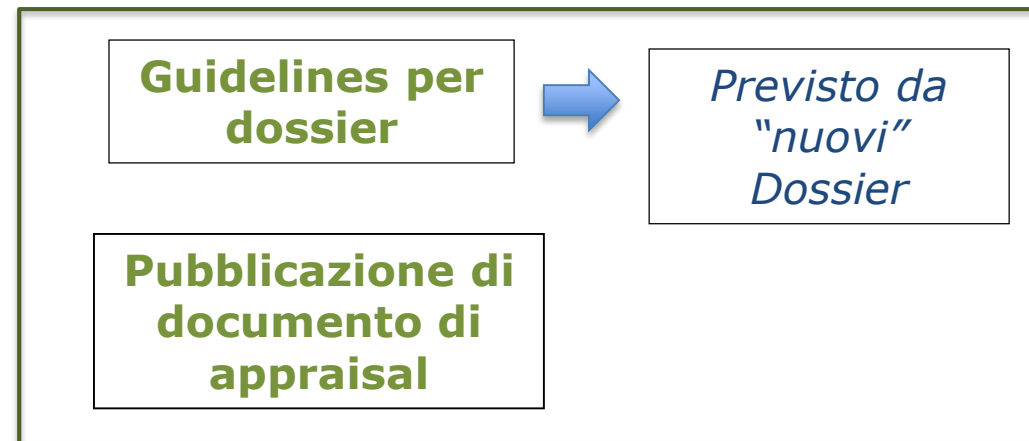 Guidelines per
dossier
Previsto da
“nuovi”
Dossier
Pubblicazione di
documento di
appraisal